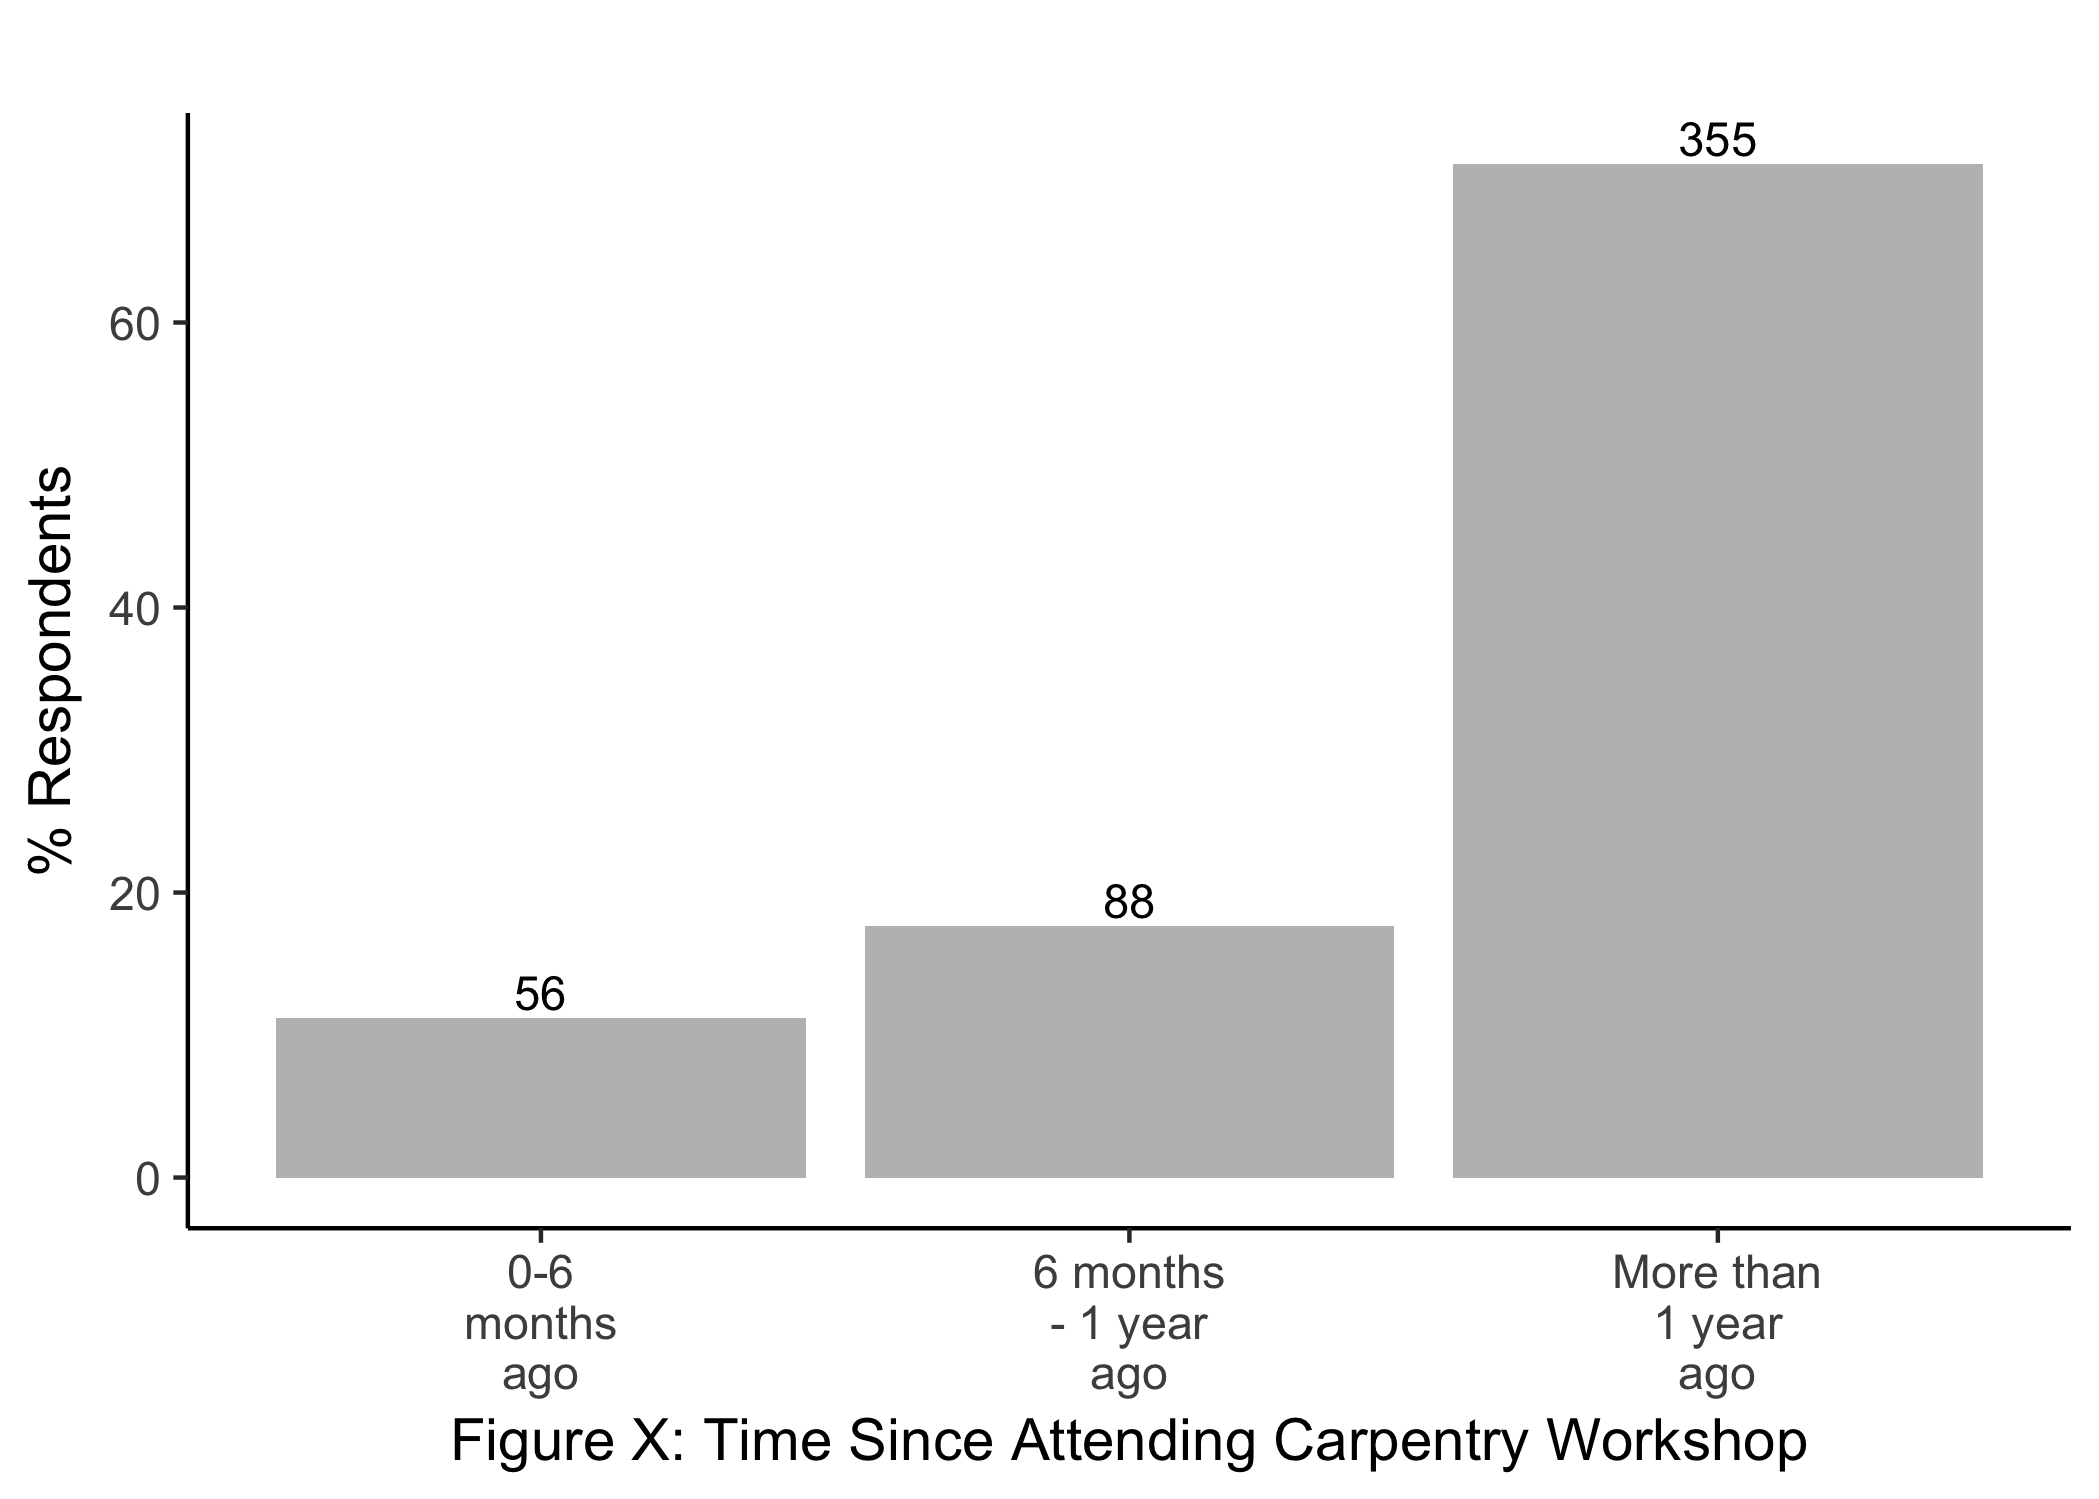 355
60
40
20
0
% Respondents
88
56
0-6
months
ago
6 months
- 1 year
ago
More than
1 year
ago
Figure X: Time Since Attending Carpentry Workshop